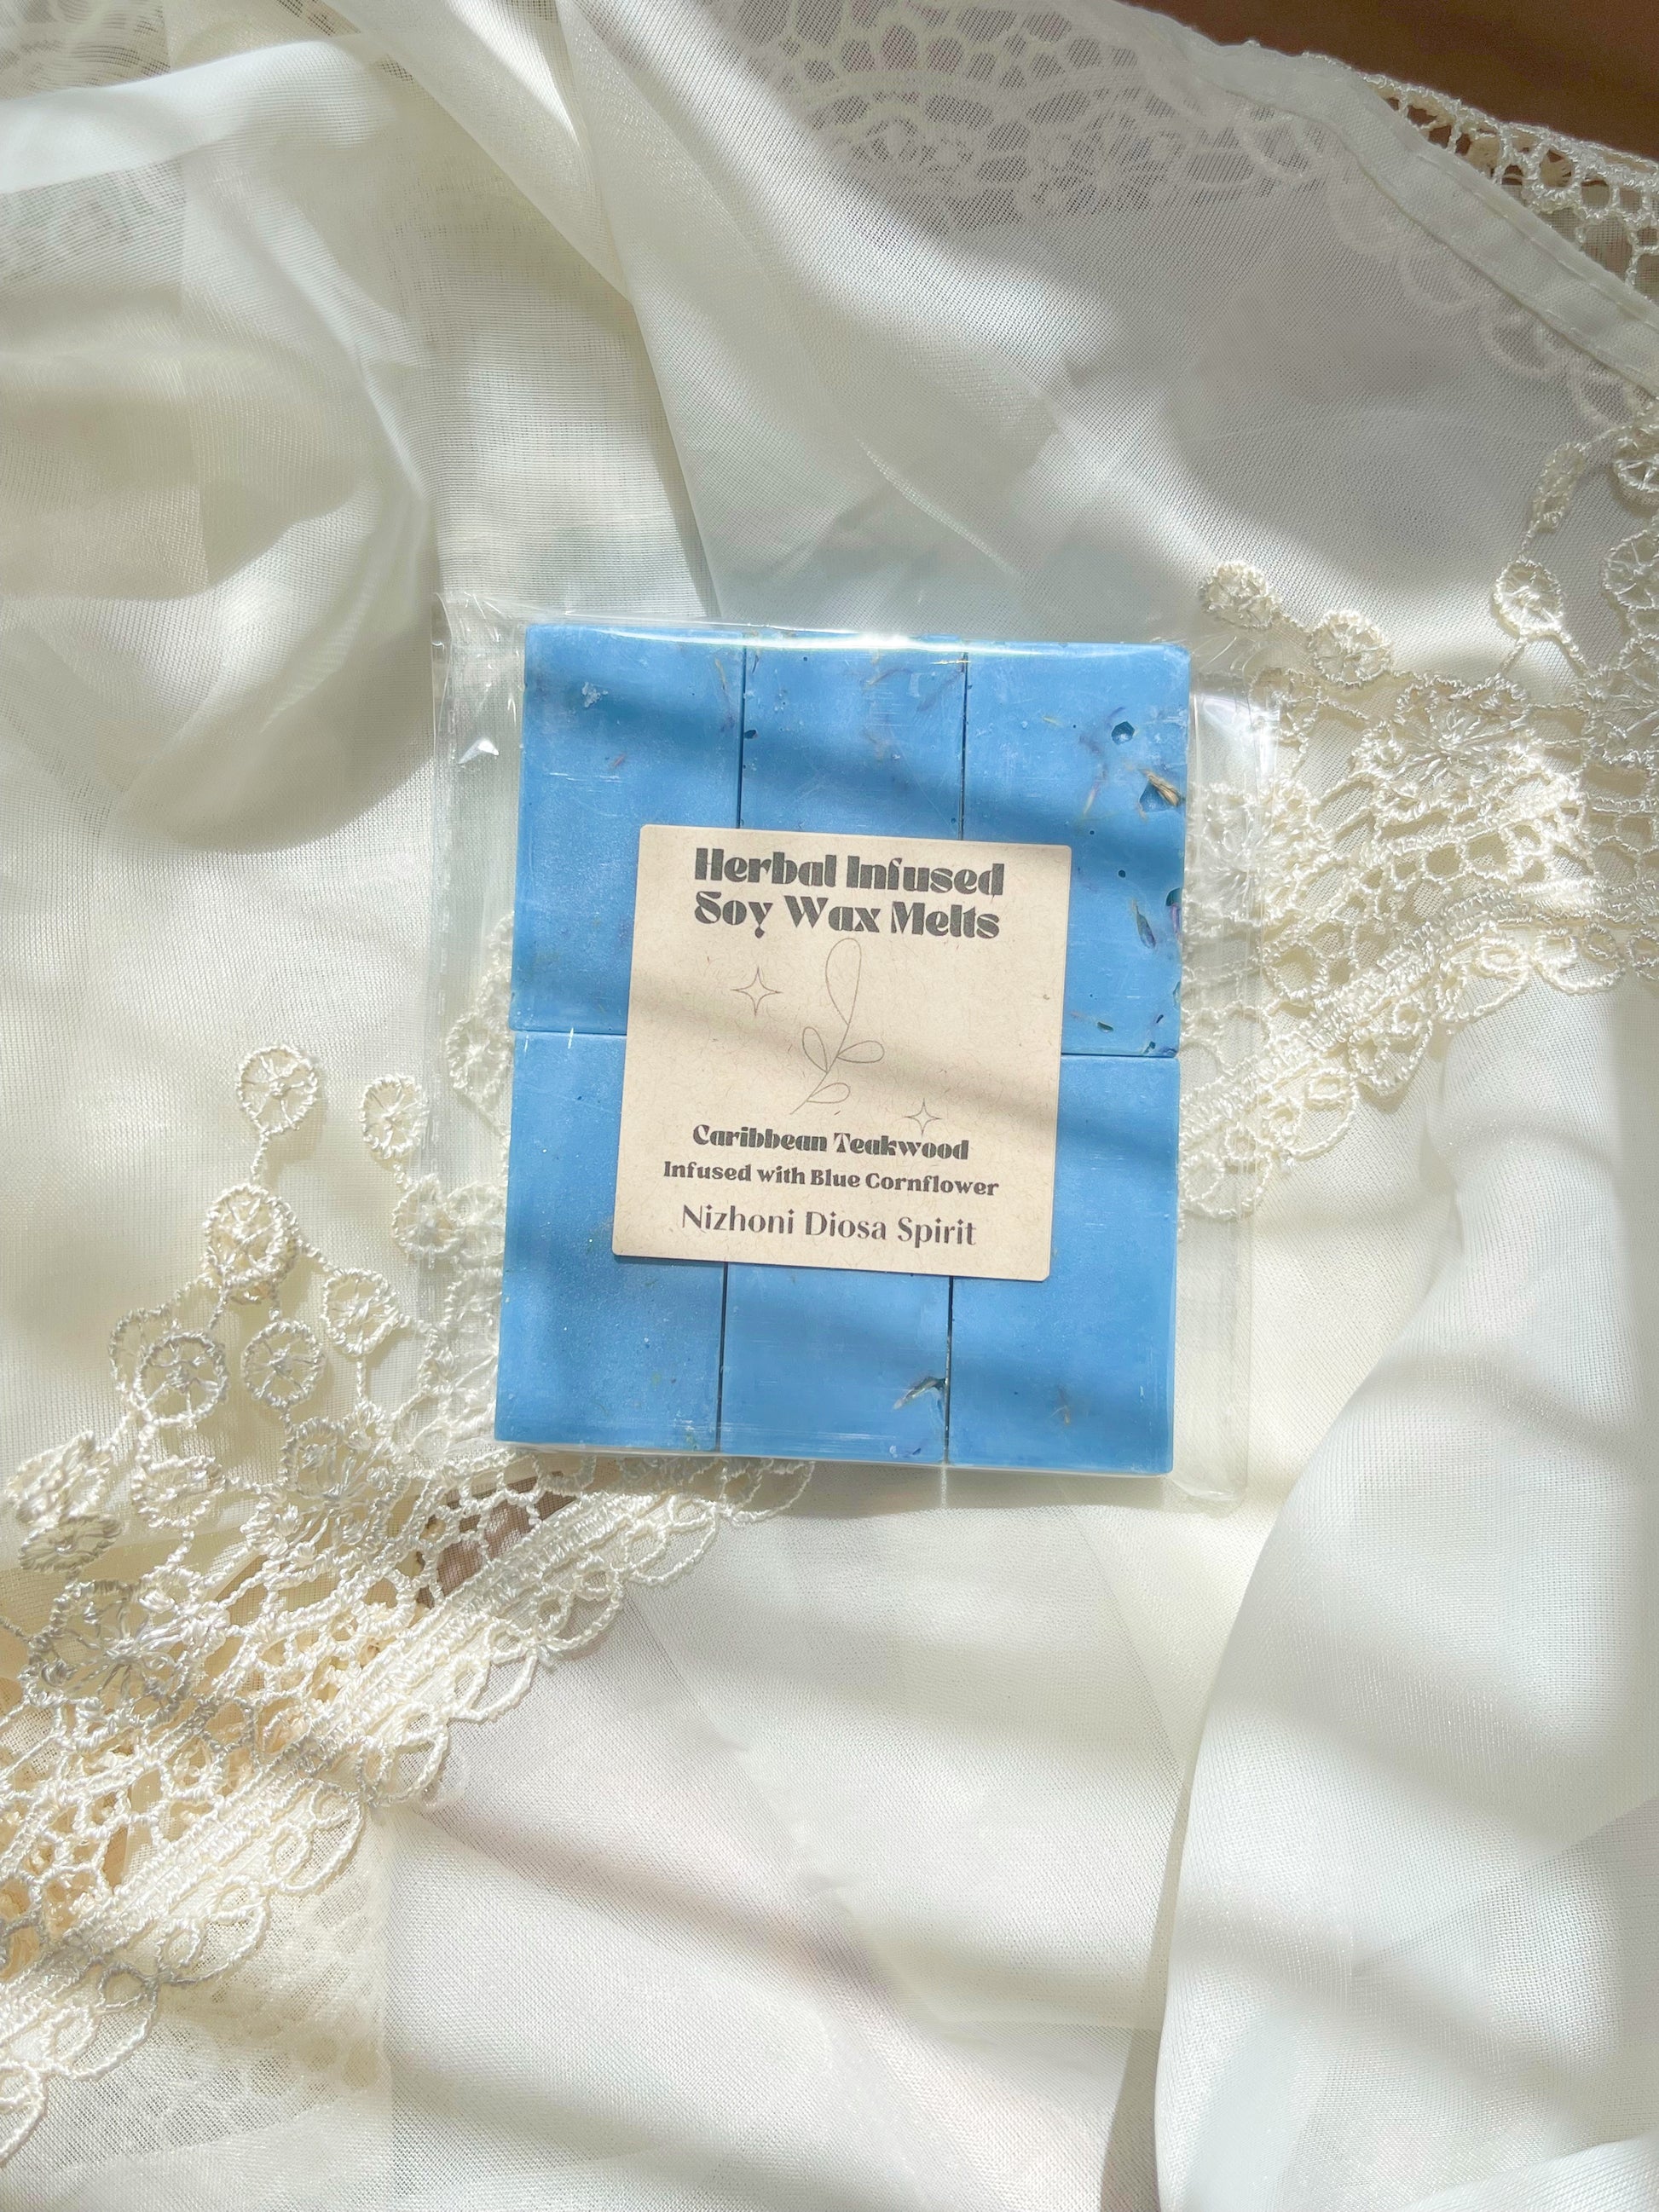 Herbal Infused
Soy Wax Melts
Caribbean Teakwood
Infused with Blue Cornflower
Nizhoni Diosa Spirit